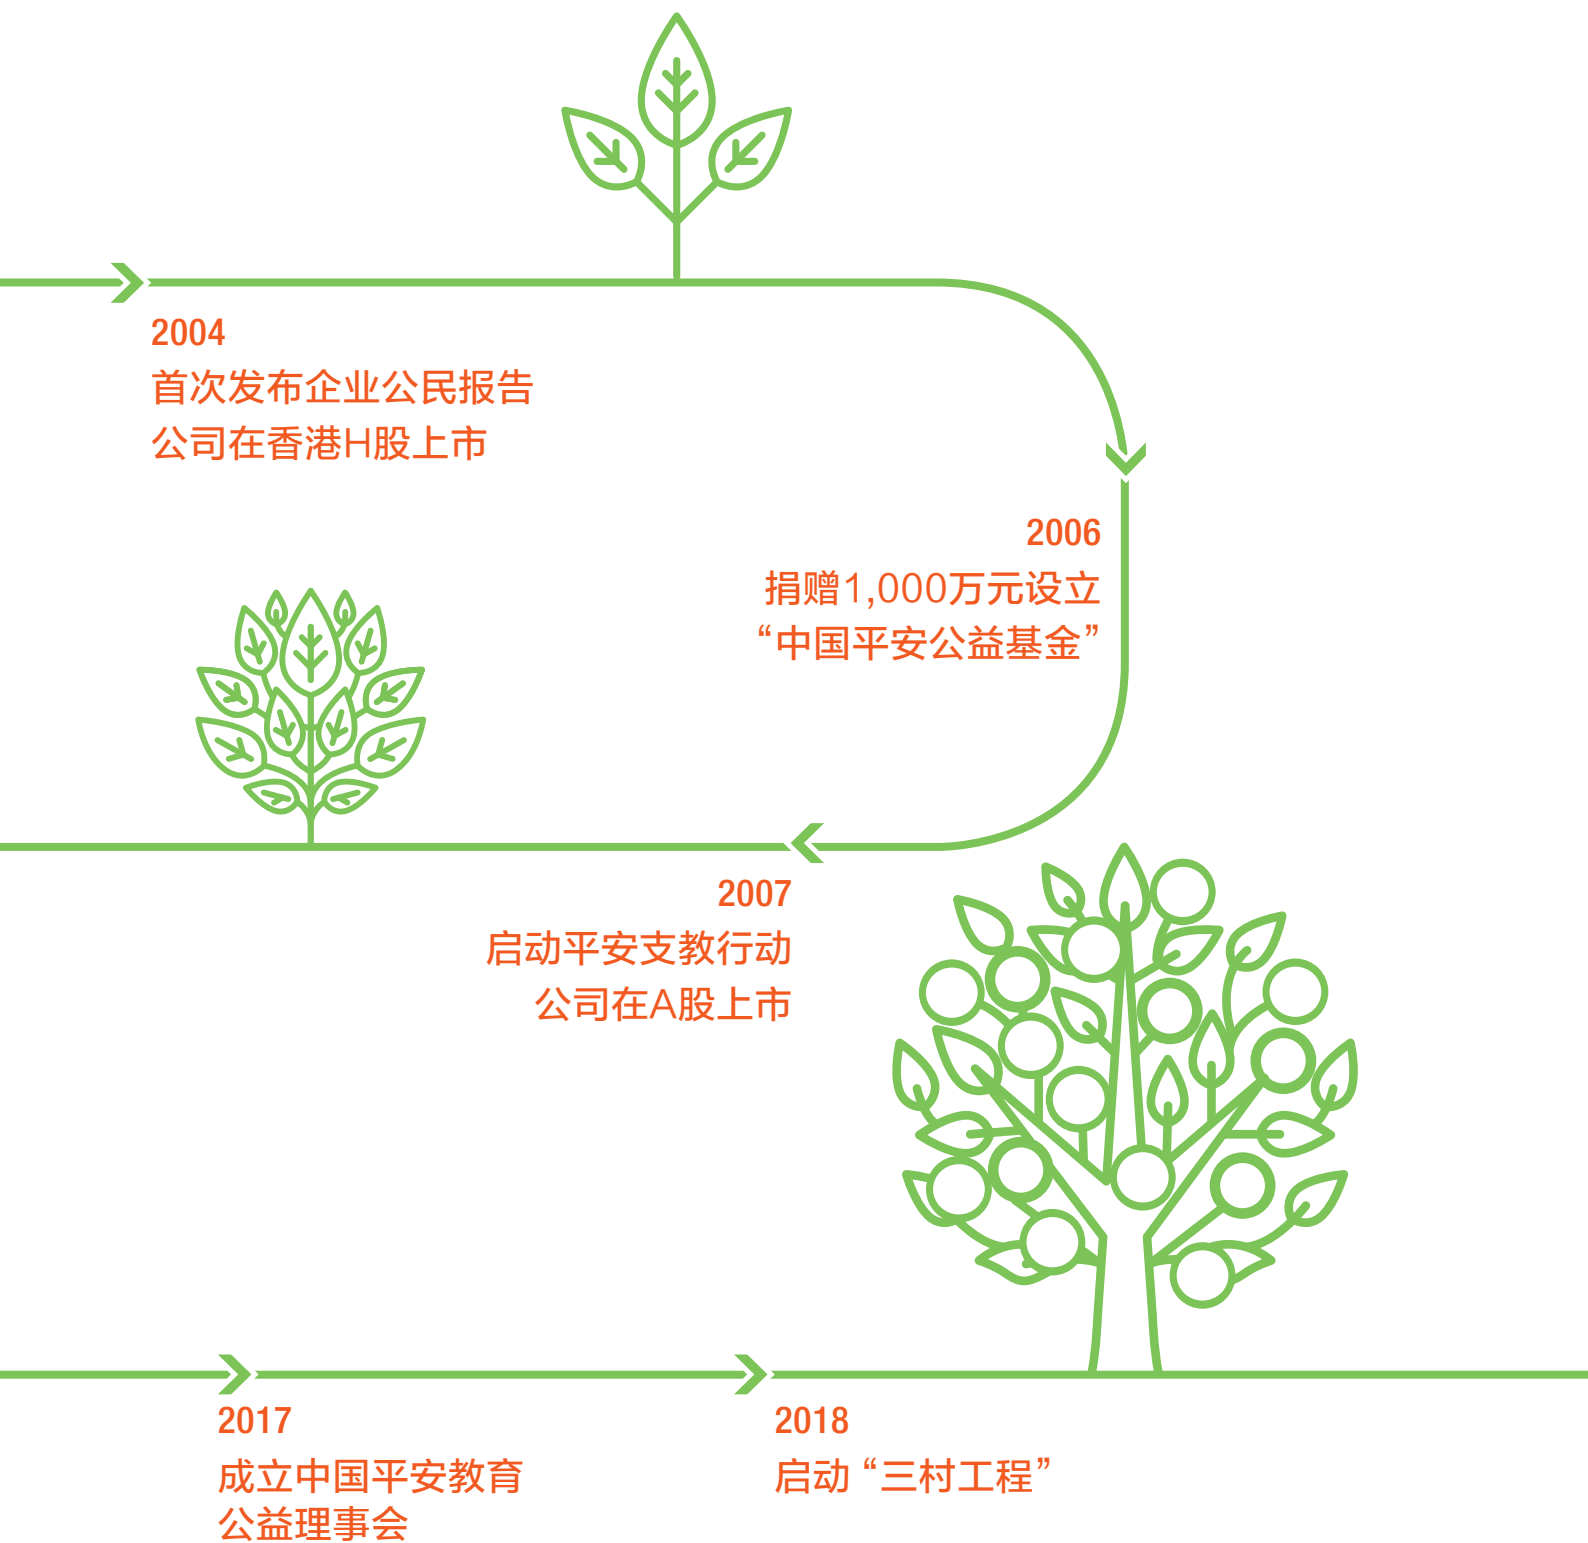 2004
首次发布企业公民报告
公司在香港H股上市
2006
捐赠1,000万元设立
“中国平安公益基金”
2007
启动平安支教行动
公司在A股上市
2017
成立中国平安教育
公益理事会
2018
启动 “三村工程”